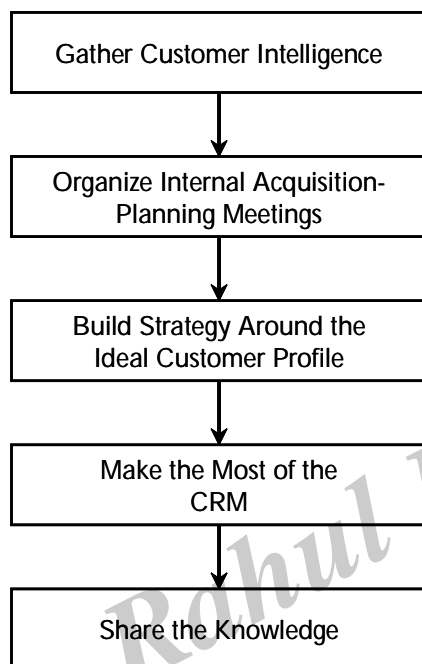 Gather Customer Intelligence
Organize Internal Acquisition-
Planning Meetings
Build Strategy Around the
Ideal Customer Profile
Make the Most of the
CRM
Share the Knowledge
Rahul